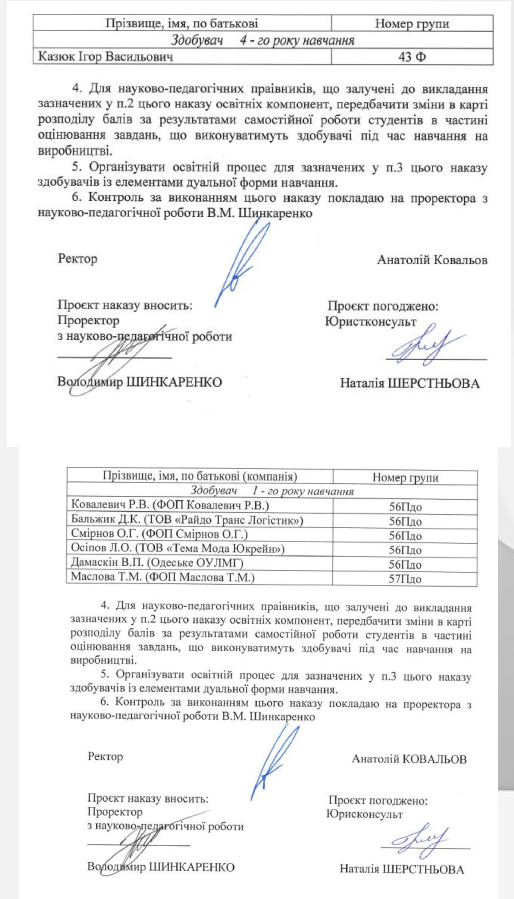 Прізвище, імя, по батькові Номер групи
Здобувач 4 - го року навчання
Казюк Ігор Васильович 43 Ф
4. Для науково-педагогічних праівників, що залучені до викладання
зазначених у п.2 цього наказу освітніх компонент, передбачити зміни в карті
розподілу балів за результатами самостійної роботи студентів в частині
оцінювання завдань, що виконуватимуть здобувачі під час навчання на
виробництві.
5. Організувати освітній процес для зазначених у п.3 цього наказу
здобувачів із елементами дуальної форми навчання.
6. Контроль за виконанням цього наказу покладаю на проректора з
науково-педагогічної роботи В.М. Шинкаренко
Ректор Анатолій Ковальов
Проєкт наказу вносить: Проєкт погоджено:
Проректор Юристконсульт
з науково-педагогічної роботи
Володимир ШИНКАРЕНКО Наталія ШЕРСТНЬОВА
Прізвище, імя, по батькові (компанія) Номер групи
Здобувач 1 - го року навчання
Ковалевич Р.В. (ФОП Ковалевич Р.В.) 56Пдо
Бальжик Д.К. (ТОВ «Райдо Транс Логістик») 56Пдо
Смірнов О.Г. (ФОП Смірнов О.Г.) 56Пдо
Осіпов Л.О. (ТОВ «Тема Мода Юкрейн») 56Пдо
Дамаскін В.П. (Одеське ОУЛМГ) 56Пдо
Маслова Т.М. (ФОП Маслова Т.М.) 57Пдо
4. Для науково-педагогічних праівників, що залучені до викладання
зазначених у п.2 цього наказу освітніх компонент, передбачити зміни в карті
розподілу балів за результатами самостійної роботи студентів в частині
оцінювання завдань, що виконуватимуть здобувачі під час навчання на
виробництві.
5. Організувати освітній процес для зазначених у п.3 цього наказу
здобувачів із елементами дуальної форми навчання.
6. Контроль за виконанням цього наказу покладаю на проректора з
науково-педагогічної роботи В.М. Шинкаренко
Ректор Анатолій КОВАЛЬОВ
Проєкт наказу вносить: Проєкт погоджено:
Проректор Юрисконсульт
з науково-педагогічної роботи
Володимир ШИНКАРЕНКО Наталія ШЕРСТНЬОВА